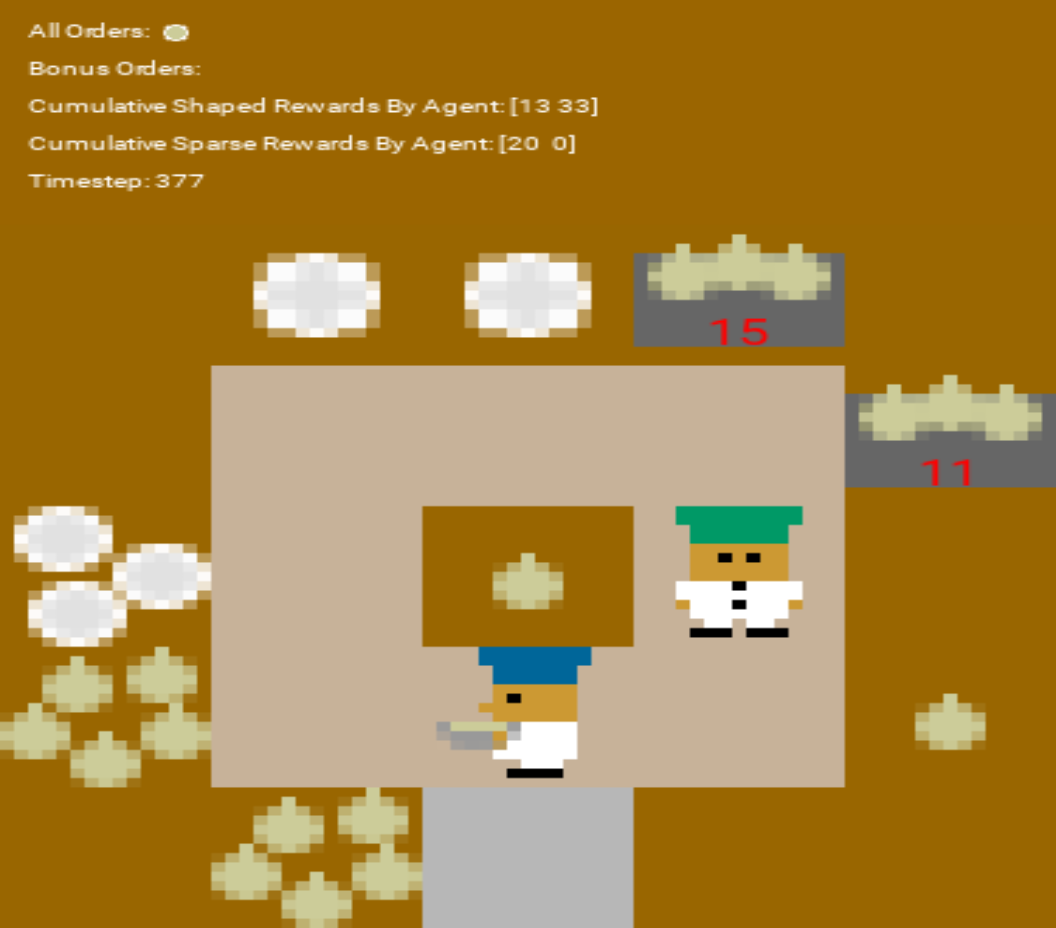 All Orders:
Bonus Orders:
Cumulative Shaped Rewards By Agent: [13 33]
Cumulative Sparse Rewards By Agent: [20  0]
Timestep: 377
15
11